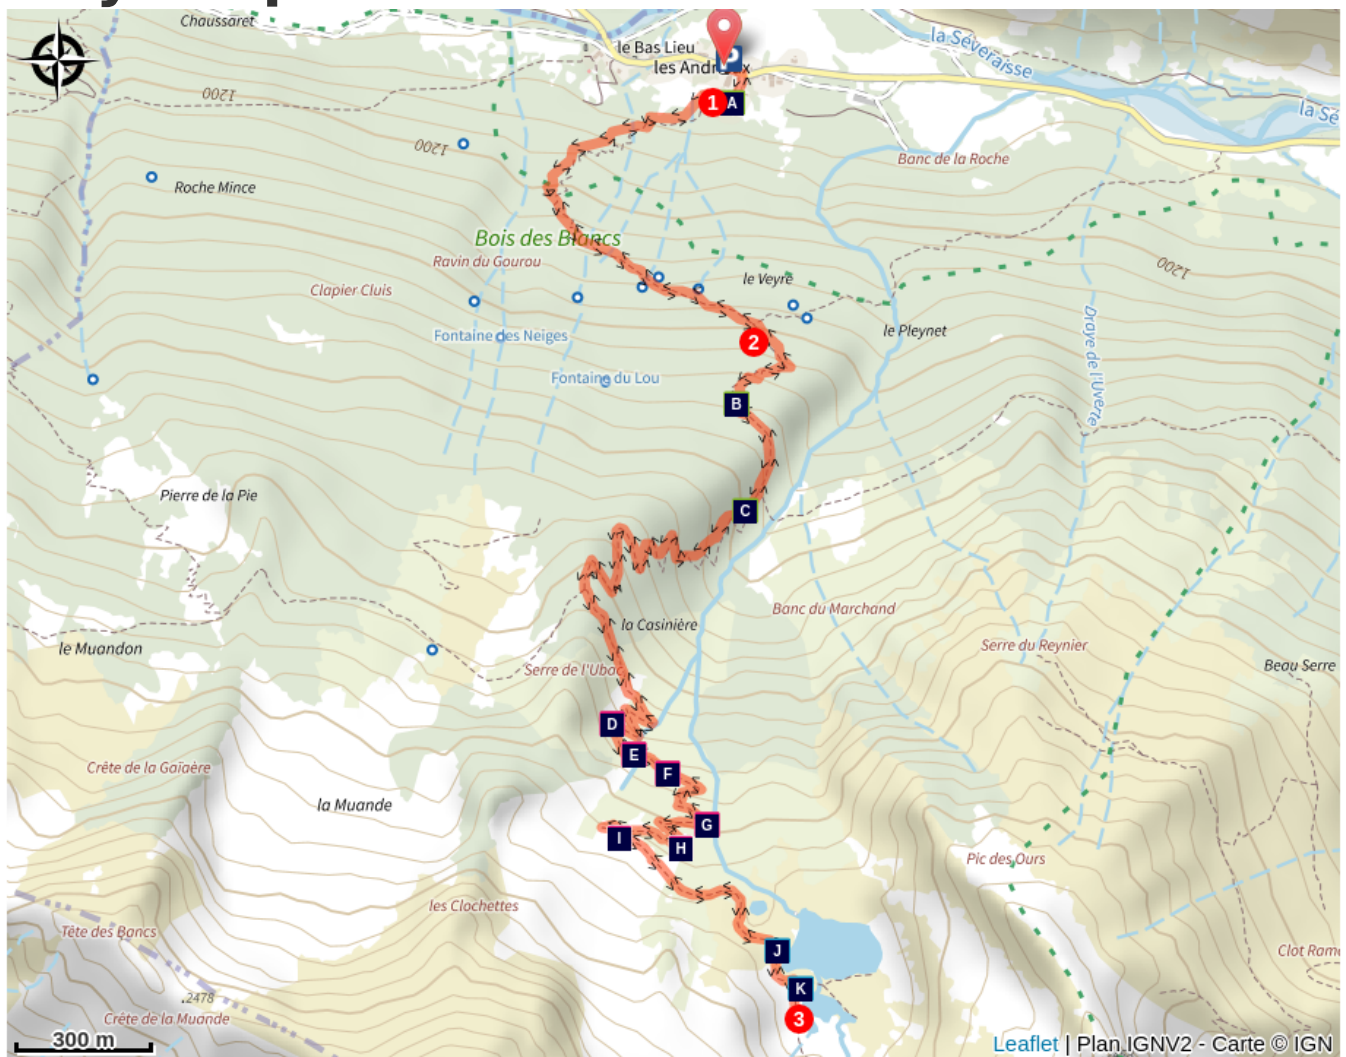 Chaussaret
le Bas Lieu
la Séveraisse
P
les Andrieux
1200
1
A
la Sé
1200
Banc de la Roche
Roche Mince
Bois des Blancs
Ravin du Gourou
1200
le Veyre
Clapier Cluis
Draye de l'Uverte
le Pleynet
Fontaine des Neiges
2
Fontaine du Lou
B
Pierre de la Pie
C
Banc du Marchand
la Casinière
Serre du Reynier
le Muandon
Beau Serre
Serre de l'Ubac
D
E
Crête de la Gaïaère
F
la Muande
G
I
H
Pic des Ours
les Clochettes
Tête des Bancs
J
Clot Ram
K
.2478
Crête de la Muande
3
300 m
Leaflet | Plan IGNV2 - Carte © IGN